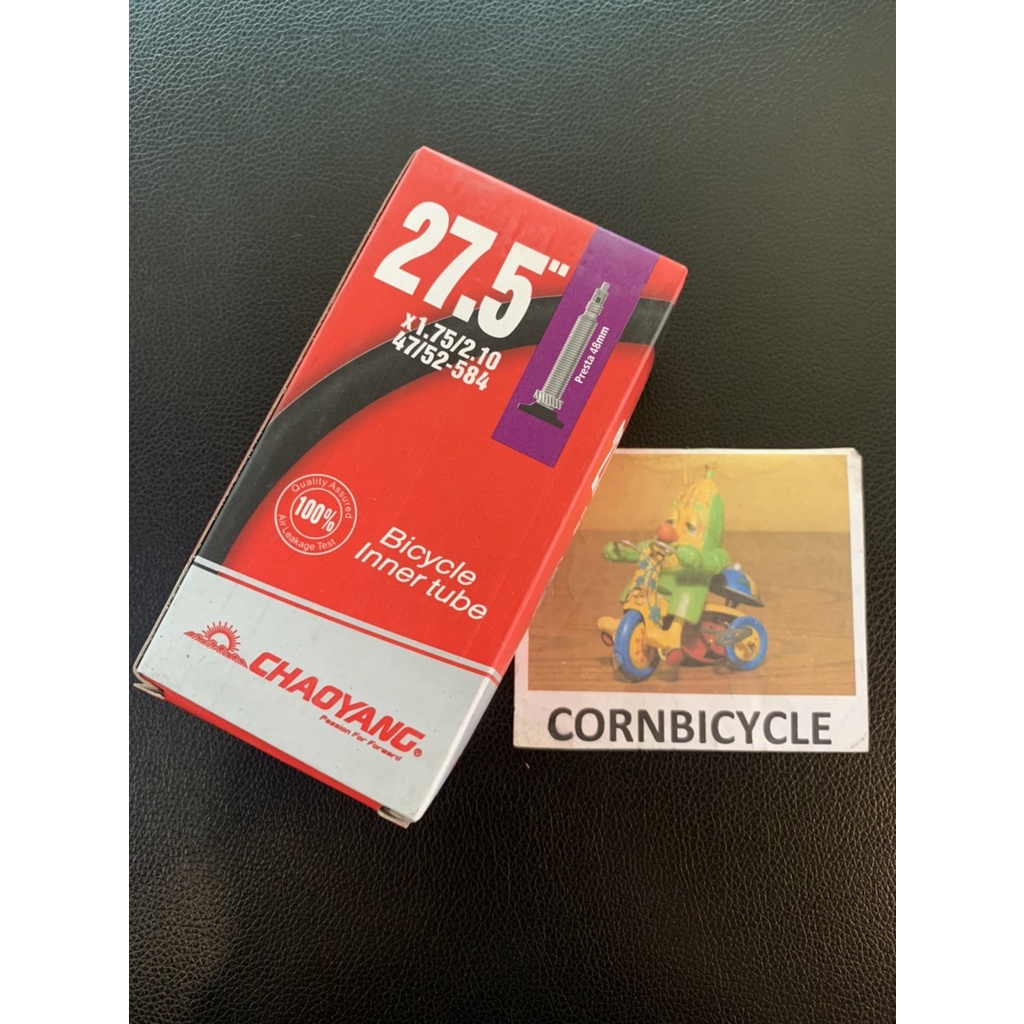 27.5"
x1.75/2.10
47/52-584
Presta 48mm
Quality Assured
100%
Air Leakage Test
Bicycle
Inner tube
CHAOYANG®
Passion For Forward
CORNBICYCLE